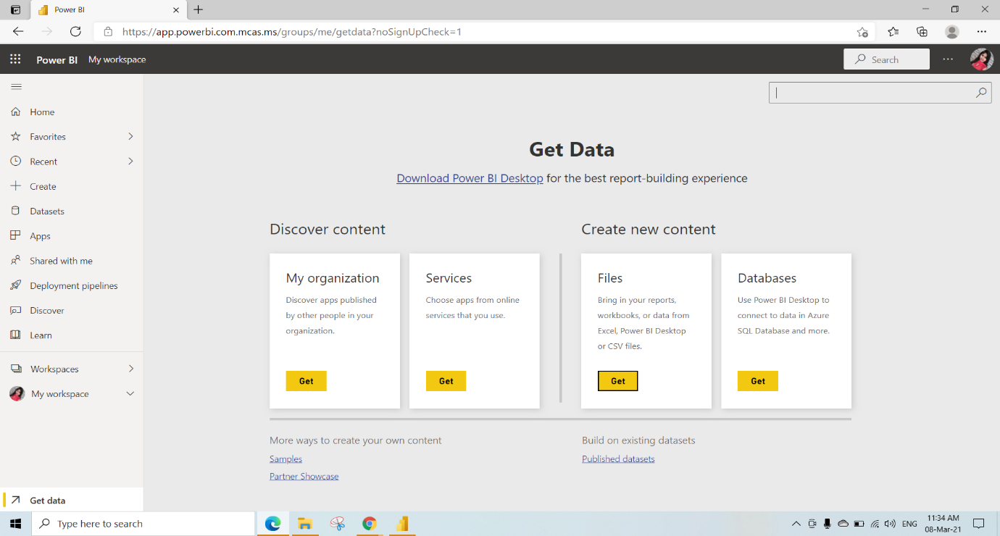 Power BI
https://app.powerbi.com.mcas.ms/groups/me/getdata?noSignUpCheck=1
Power BI My workspace
Search
Home
Favorites
Recent
Create
Datasets
Apps
Shared with me
Deployment pipelines
Discover
Learn
Workspaces
My workspace
Get data
Get Data
Download Power BI Desktop for the best report-building experience
Discover content
My organization
Discover apps published
by other people in your
organization.
Get
Services
Choose apps from online
services that you use.
Get
Create new content
Files
Bring in your reports,
workbooks, or data from
Excel, Power BI Desktop
or CSV files.
Get
Databases
Use Power BI Desktop to
connect to data in Azure
SQL Database and more.
Get
More ways to create your own content
Samples
Partner Showcase
Build on existing datasets
Published datasets
Type here to search
ENG
11:34 AM
08-Mar-21